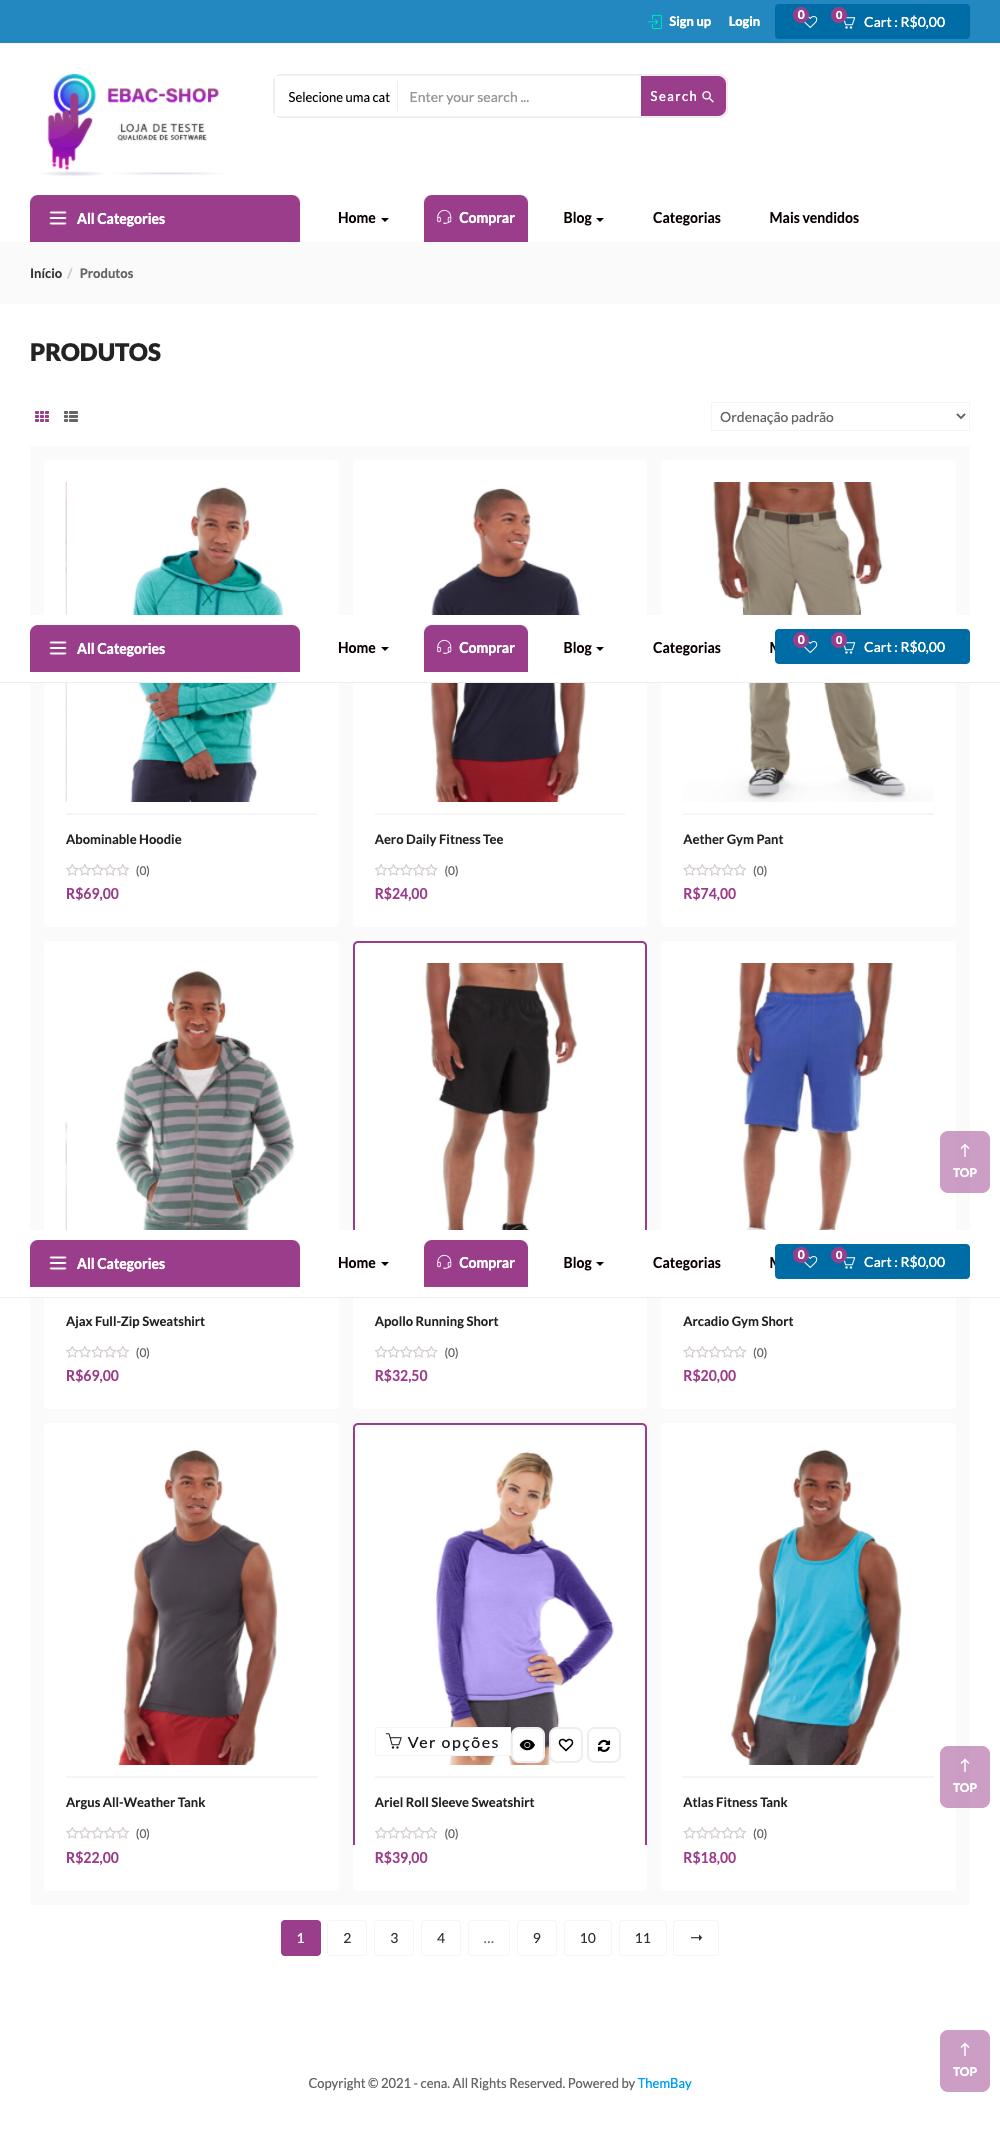 Sign up Login 0 0 Cart : R$0,00
EBAC-SHOP
LOJA DE TESTE
QUALIDADE DE SOFTWARE
Selecione uma cat Enter your search ... Search
All Categories Home Comprar Blog Categorias Mais vendidos
Início / Produtos
PRODUTOS
Ordenação padrão
All Categories Home Comprar Blog Categorias M 0 0 Cart : R$0,00
Abominable Hoodie Aero Daily Fitness Tee Aether Gym Pant
(0) (0) (0)
R$69,00 R$24,00 R$74,00
TOP
All Categories Home Comprar Blog Categorias M 0 0 Cart : R$0,00
Ajax Full-Zip Sweatshirt Apollo Running Short Arcadio Gym Short
(0) (0) (0)
R$69,00 R$32,50 R$20,00
Ver opções
TOP
Argus All-Weather Tank Ariel Roll Sleeve Sweatshirt Atlas Fitness Tank
(0) (0) (0)
R$22,00 R$39,00 R$18,00
1 2 3 4 … 9 10 11 →
TOP
Copyright © 2021 - cena. All Rights Reserved. Powered by ThemBay